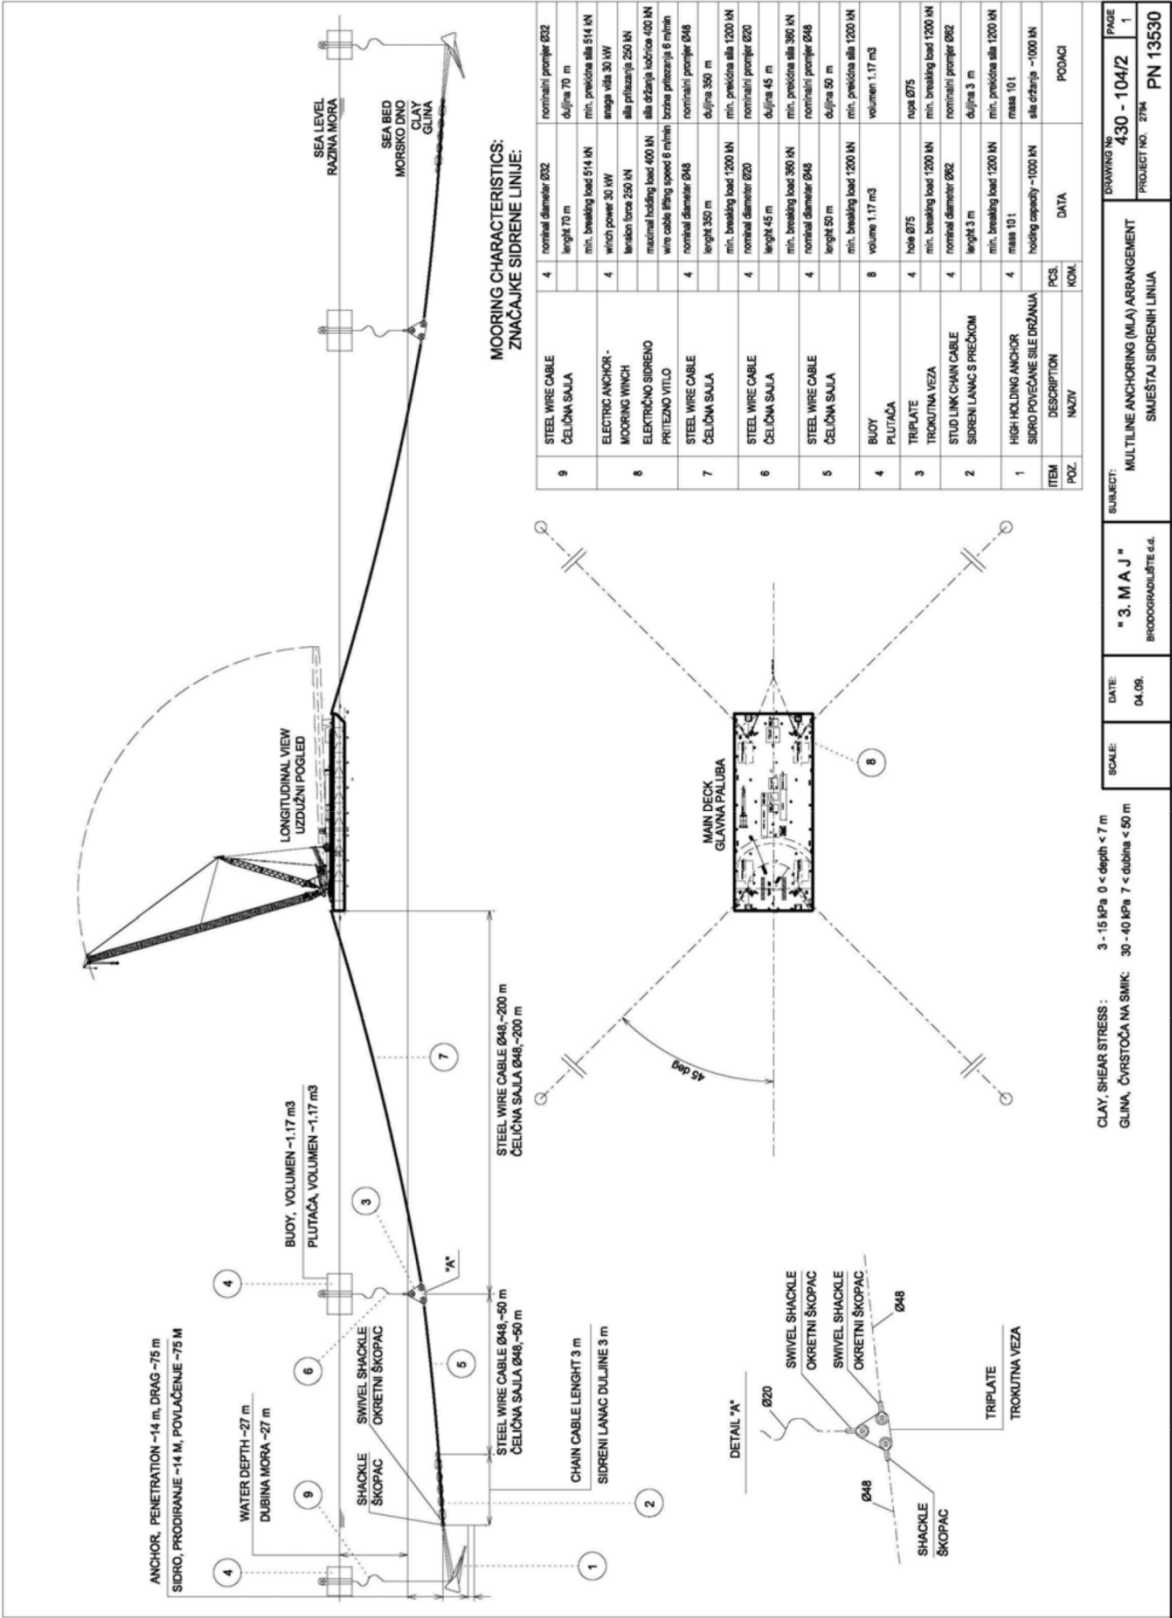 ANCHOR, PENETRATION ~14 m, DRAG ~75 m
SIDRO, PRODIRANJE ~14 M, POVLAČENJE ~75 M
WATER DEPTH ~27 m
DUBINA MORA ~27 m
BUOY, VOLUMEN ~1.17 m3
PLUTAČA, VOLUMEN ~1.17 m3
LONGITUDINAL VIEW
UZDUŽNI POGLED
SEA LEVEL
RAZINA MORA
SEA BED
MORSKO DNO
CLAY
GLINA
4
9
4
6
3
7
5
2
1
"A"
SHACKLE
ŠKOPAC
SWIVEL SHACKLE
OKRETNI ŠKOPAC
STEEL WIRE CABLE Ø48,~50 m
ČELIČNA SAJLA Ø48,~50 m
STEEL WIRE CABLE Ø48,~200 m
ČELIČNA SAJLA Ø48,~200 m
CHAIN CABLE LENGHT 3 m
SIDRENI LANAC DULJINE 3 m
DETAIL "A"
Ø20
SWIVEL SHACKLE
OKRETNI ŠKOPAC
SWIVEL SHACKLE
OKRETNI ŠKOPAC
Ø48
Ø48
SHACKLE
ŠKOPAC
TRIPLATE
TROKUTNA VEZA
MAIN DECK
GLAVNA PALUBA
45 deg
8
MOORING CHARACTERISTICS:
ZNAČAJKE SIDRENE LINIJE:
9 STEEL WIRE CABLE 4 nominal diameter Ø32 nominalni promjer Ø32
ČELIČNA SAJLA lenght 70 m duljina 70 m
min. breaking load 514 kN min. prekidna sila 514 kN
8 ELECTRIC ANCHOR - 4 winch power 30 kW snaga vitla 30 kW
MOORING WINCH tension force 250 kN sila pritezanja 250 kN
ELEKTRIČNO SIDRENO maximal holding load 400 kN sila držanja kočnice 400 kN
PRITEZNO VITLO wire cable lifting speed 6 m/min brzina pritezanja 6 m/min
7 STEEL WIRE CABLE 4 nominal diameter Ø48 nominalni promjer Ø48
ČELIČNA SAJLA lenght 350 m duljina 350 m
min. breaking load 1200 kN min. prekidna sila 1200 kN
6 STEEL WIRE CABLE 4 nominal diameter Ø20 nominalni promjer Ø20
ČELIČNA SAJLA lenght 45 m duljina 45 m
min. breaking load 360 kN min. prekidna sila 360 kN
5 STEEL WIRE CABLE 4 nominal diameter Ø48 nominalni promjer Ø48
ČELIČNA SAJLA lenght 50 m duljina 50 m
min. breaking load 1200 kN min. prekidna sila 1200 kN
4 BUOY 8 volume 1.17 m3 volumen 1.17 m3
PLUTAČA
3 TRIPLATE 4 hole Ø75 rupa Ø75
TROKUTNA VEZA min. breaking load 1200 kN min. breaking load 1200 kN
2 STUD LINK CHAIN CABLE 4 nominal diameter Ø62 nominalni promjer Ø62
SIDRENI LANAC S PREČKOM lenght 3 m duljina 3 m
min. breaking load 1200 kN min. prekidna sila 1200 kN
1 HIGH HOLDING ANCHOR 4 mass 10 t masa 10 t
SIDRO POVEĆANE SILE DRŽANJA holding capacity ~1000 kN sila držanja ~1000 kN
ITEM DESCRIPTION PCS. DATA PODACI
POZ. NAZIV KOM.
CLAY, SHEAR STRESS : 3 - 15 kPa 0 < depth < 7 m
GLINA, ČVRSTOĆA NA SMIK: 30 - 40 kPa 7 < dubina < 50 m
SCALE:
DATE:
04.09.
" 3. M A J "
BRODOGRADILIŠTE d.d.
SUBJECT:
MULTILINE ANCHORING (MLA) ARRANGEMENT
SMJEŠTAJ SIDRENIH LINIJA
DRAWING No
430 - 104/2
PAGE
1
PROJECT NO. 2794
PN 13530